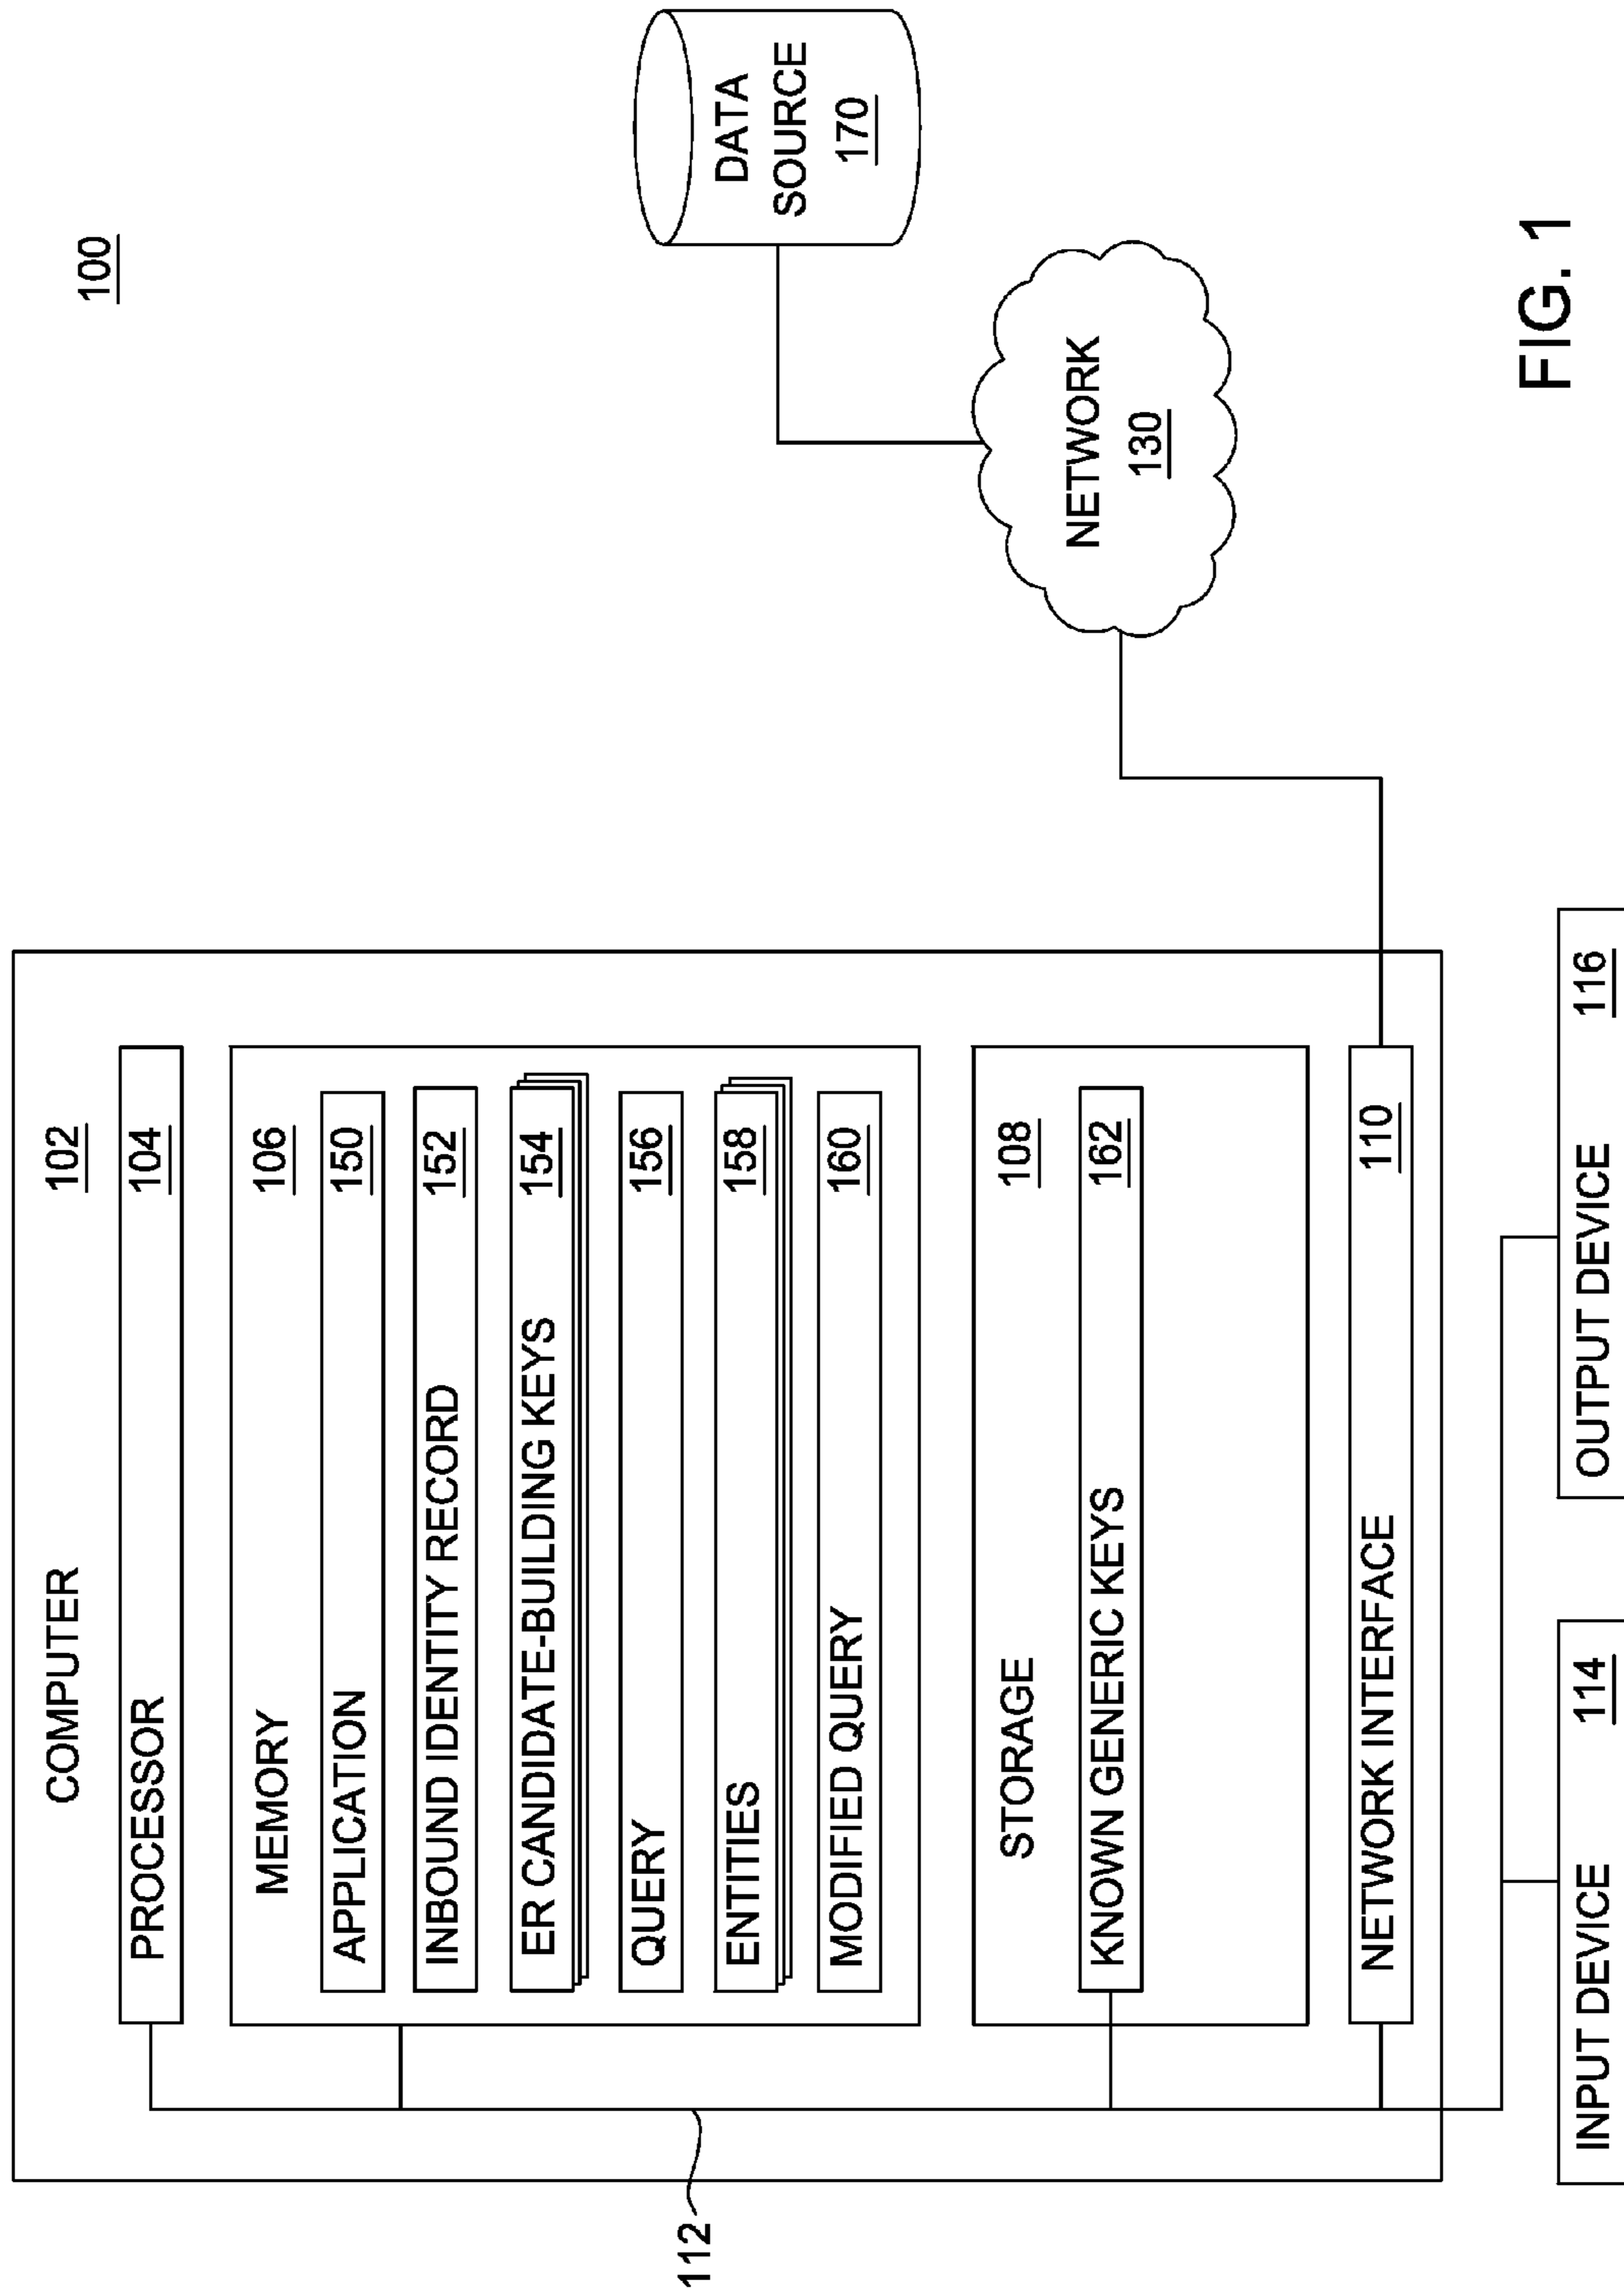 100
COMPUTER 102
PROCESSOR 104
MEMORY 106
APPLICATION 150
INBOUND IDENTITY RECORD 152
ER CANDIDATE-BUILDING KEYS 154
QUERY 156
ENTITIES 158
MODIFIED QUERY 160
STORAGE 108
KNOWN GENERIC KEYS 162
NETWORK INTERFACE 110
112
INPUT DEVICE 114
OUTPUT DEVICE 116
NETWORK
130
DATA
SOURCE
170
FIG. 1